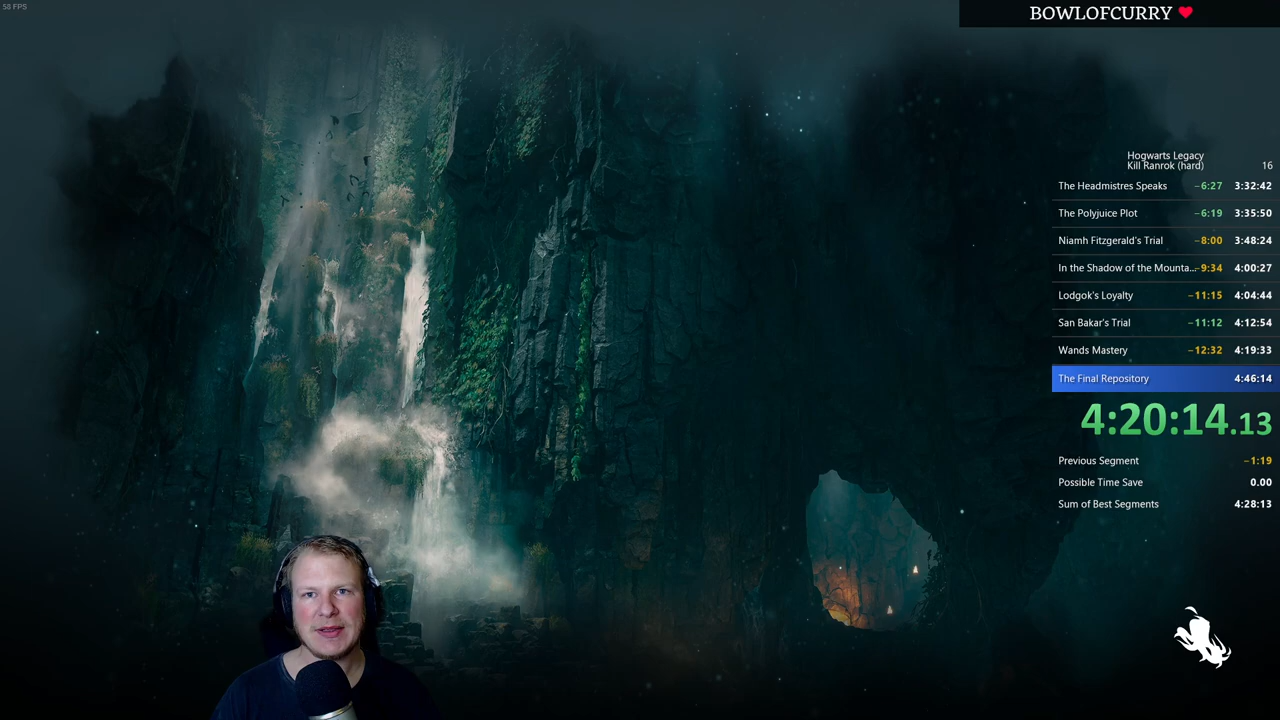 58 FPS
BOWLOFCURRY
Hogwarts Legacy
Kill Ranrok (hard) 16
The Headmistres Speaks -6:27 3:32:42
The Polyjuice Plot -6:19 3:35:50
Niamh Fitzgerald's Trial -8:00 3:48:24
In the Shadow of the Mounta... -9:34 4:00:27
Lodgok's Loyalty -11:15 4:04:44
San Bakar's Trial -11:12 4:12:54
Wands Mastery -12:32 4:19:33
The Final Repository 4:46:14
4:20:14.13
Previous Segment -1:19
Possible Time Save 0.00
Sum of Best Segments 4:28:13